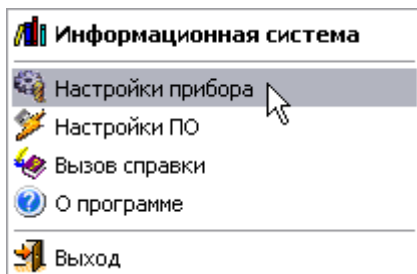 Информационная система
Настройки прибора
Настройки ПО
Вызов справки
О программе
Выход